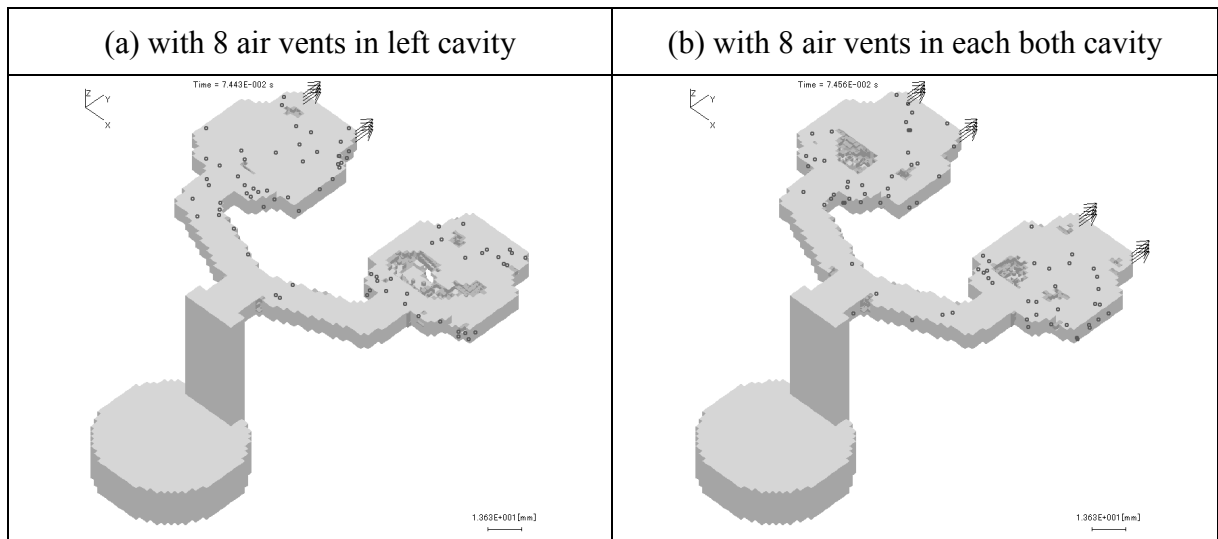 (a) with 8 air vents in left cavity
(b) with 8 air vents in each both cavity
Time = 7.443E-002 s
Z
Y
X
1.363E+001[mm]
Time = 7.456E-002 s
Z
Y
X
1.363E+001[mm]